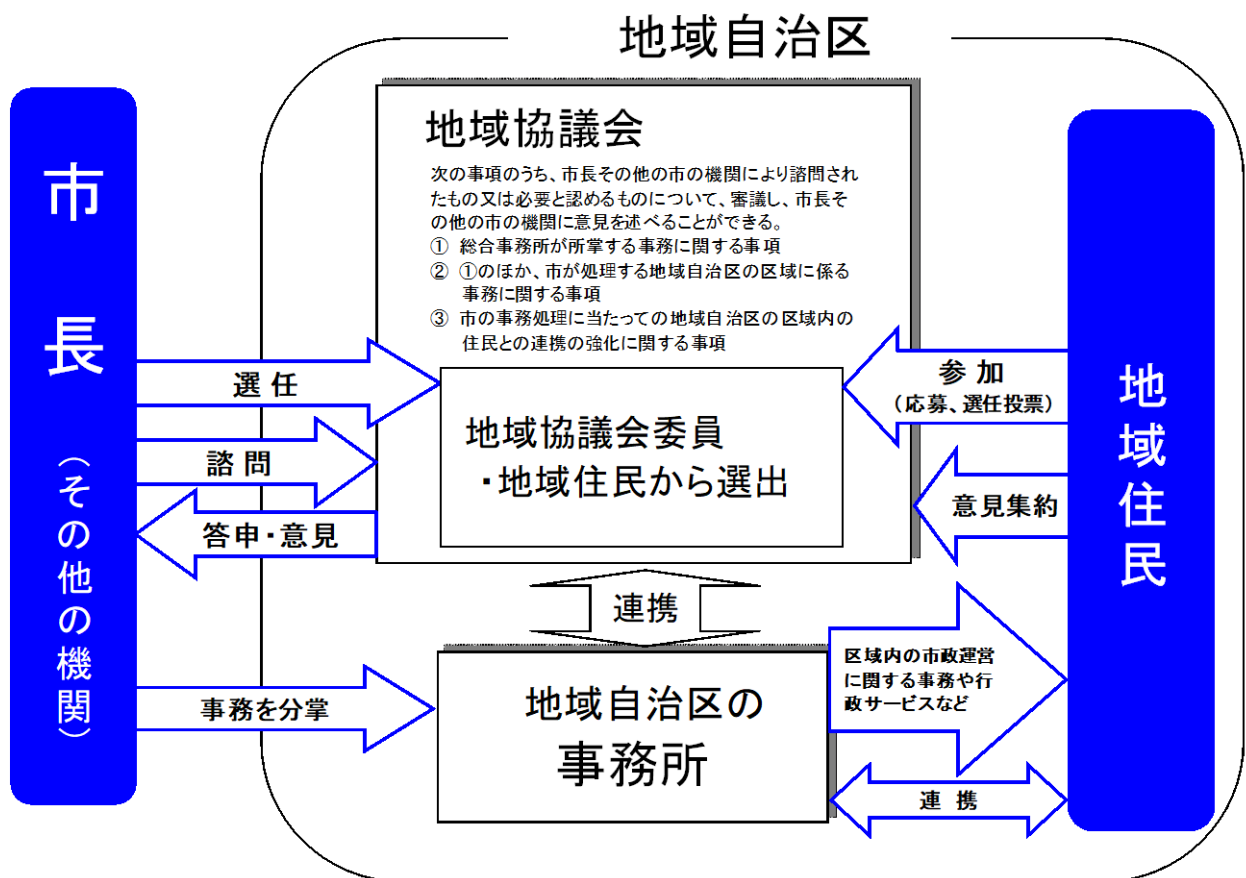 地域自治区
市長
(その他の機関)
地域協議会
次の事項のうち、市長その他の市の機関により諮問され
たもの又は必要と認めるものについて、審議し、市長そ
の他の市の機関に意見を述べることができる。
① 総合事務所が所掌する事務に関する事項
② ①のほか、市が処理する地域自治区の区域に係る
事務に関する事項
③ 市の事務処理に当たっての地域自治区の区域内の
住民との連携の強化に関する事項
選任
諮問
答申・意見
事務を分掌
地域協議会委員
・地域住民から選出
参加
(応募、選任投票)
意見集約
地域住民
連携
地域自治区の
事務所
区域内の市政運営
に関する事務や行
政サービスなど
連携